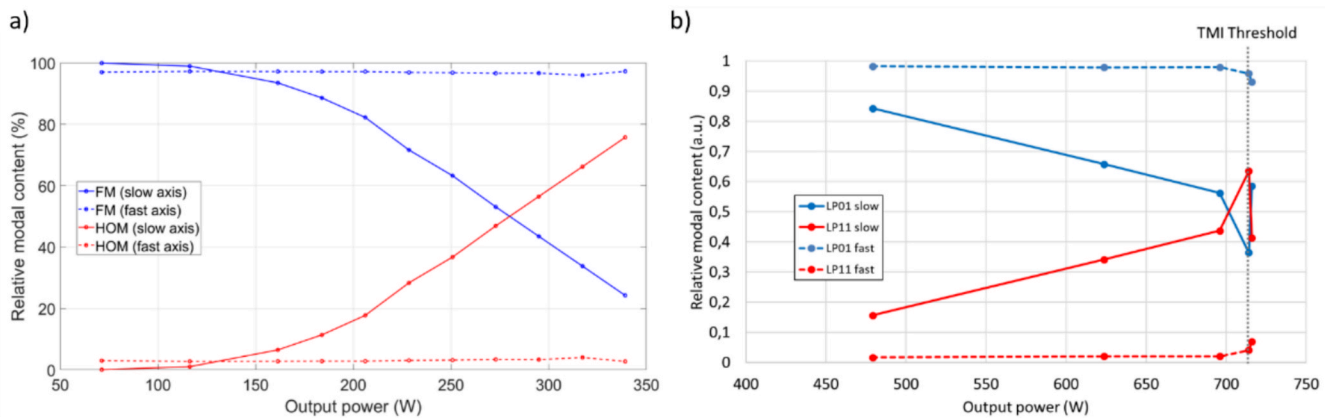 a)
Relative modal content (%)
100
80
60
40
20
0
FM (slow axis)
FM (fast axis)
HOM (slow axis)
HOM (fast axis)
50
100
150
200
250
300
350
Output power (W)
b)
TMI Threshold
Relative modal content (a.u.)
1
0,9
0,8
0,7
0,6
0,5
0,4
0,3
0,2
0,1
0
LP01 slow
LP11 slow
LP01 fast
LP11 fast
400
450
500
550
600
650
700
750
Output power (W)